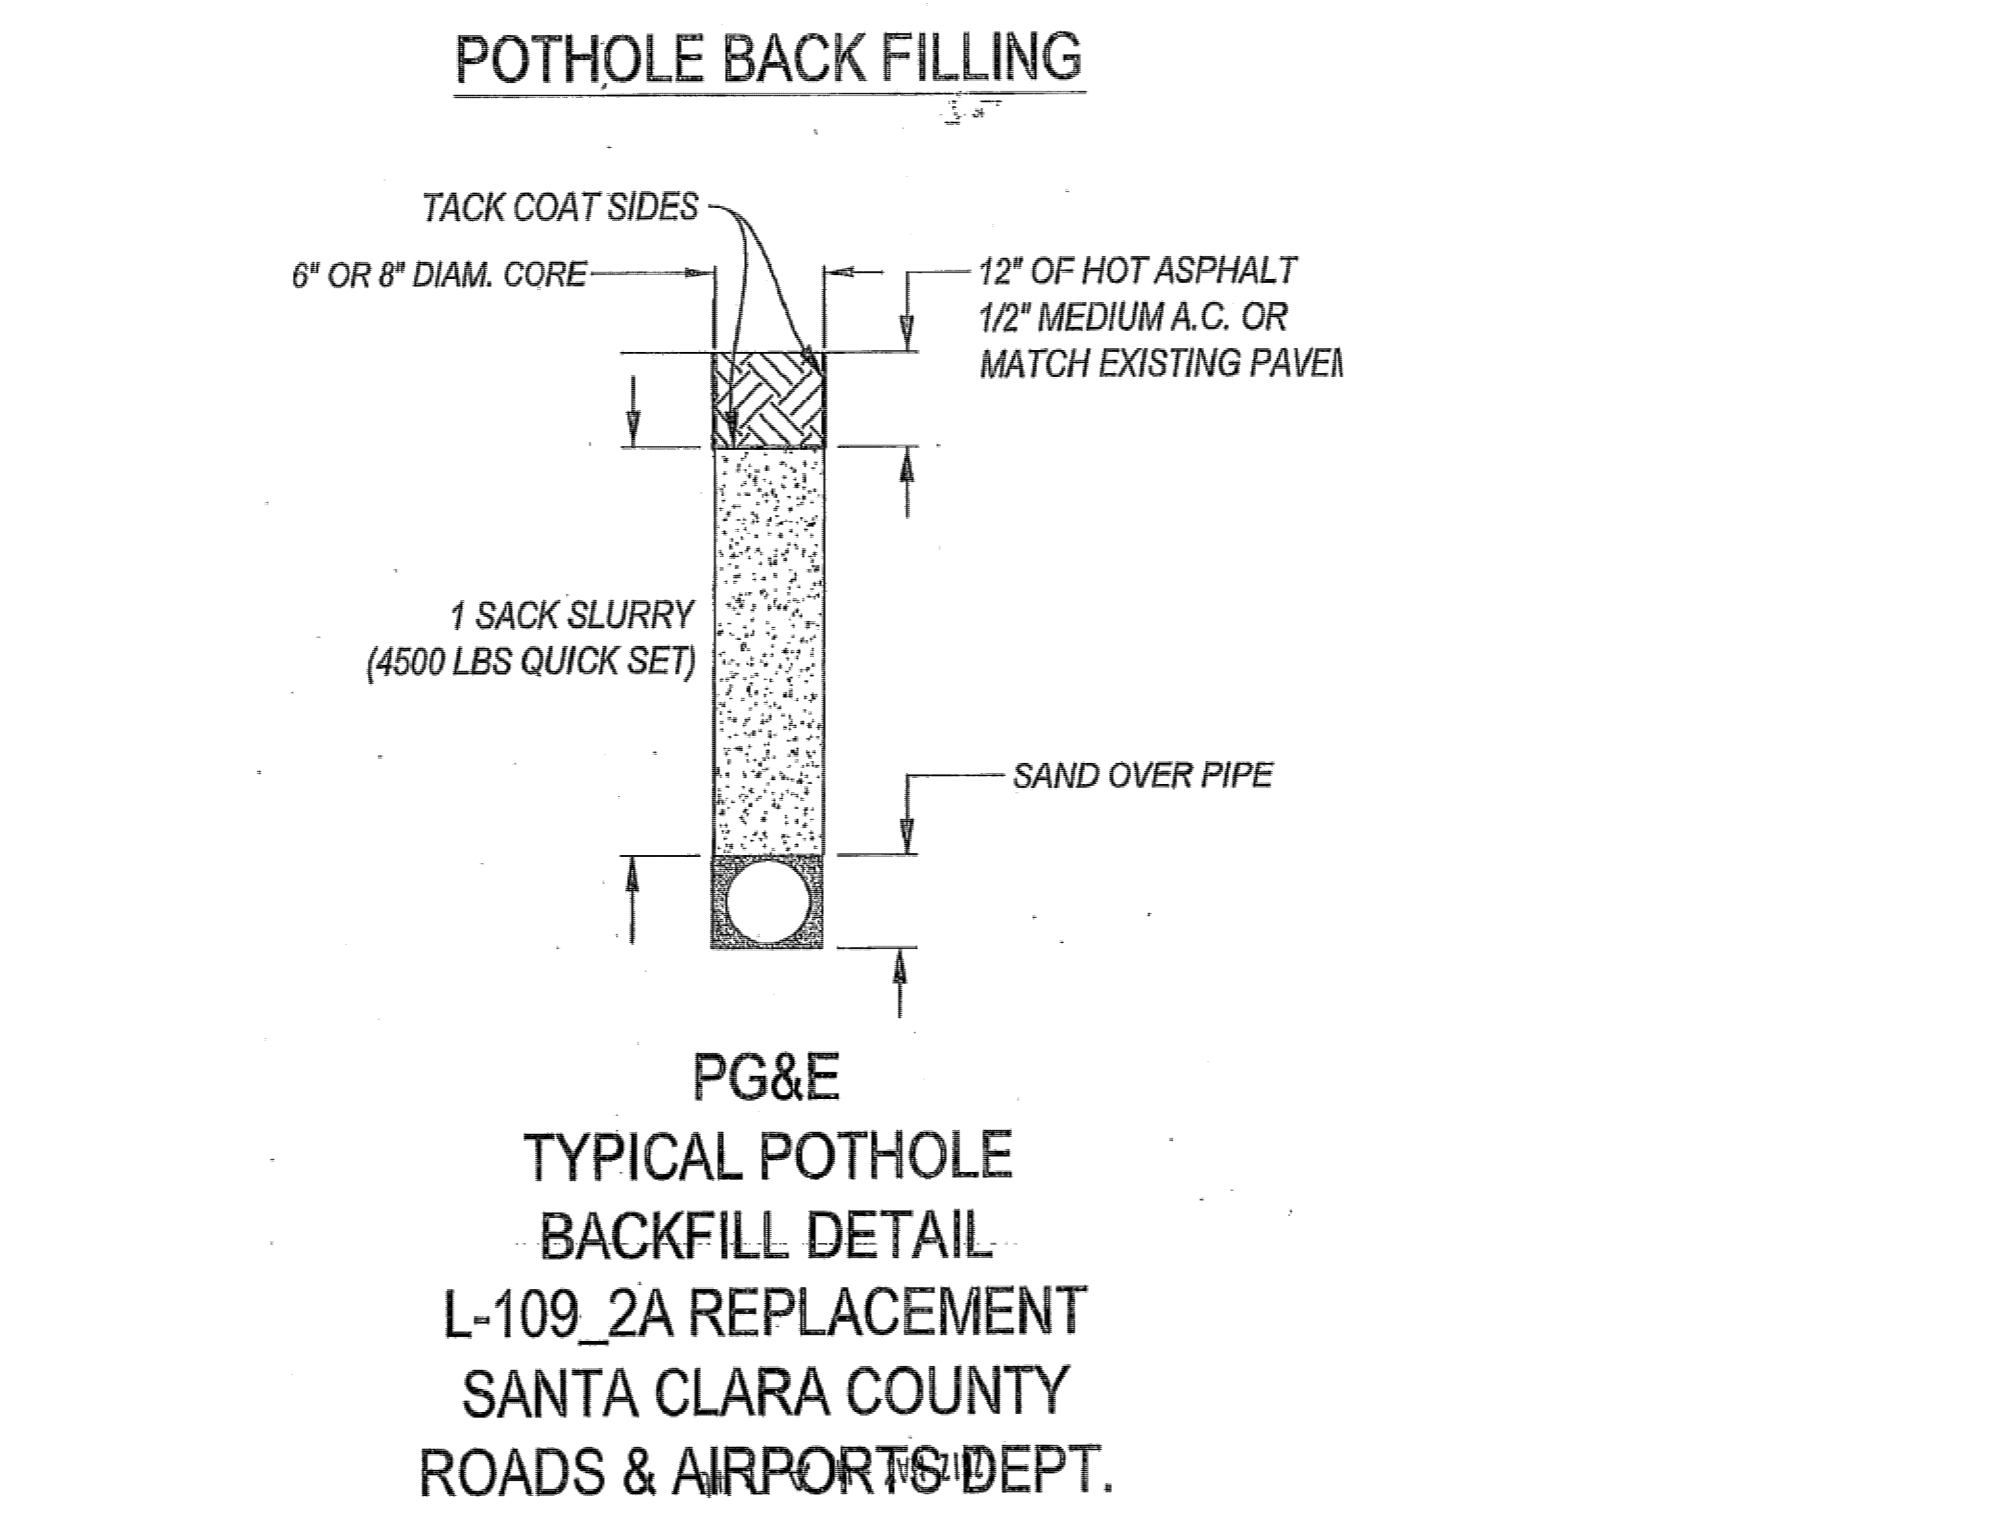 POTHOLE BACK FILLING
TACK COAT SIDES
6" OR 8" DIAM. CORE
12" OF HOT ASPHALT
1/2" MEDIUM A.C. OR
MATCH EXISTING
1 SACK SLURRY
(4500 LBS QUICK SET)
SAND OVER PIPE
PG&E
TYPICAL POTHOLE
BACKFILL DETAIL
L-109_2A REPLACEMENT
SANTA CLARA COUNTY
ROADS & AIRPORTS DEPT.